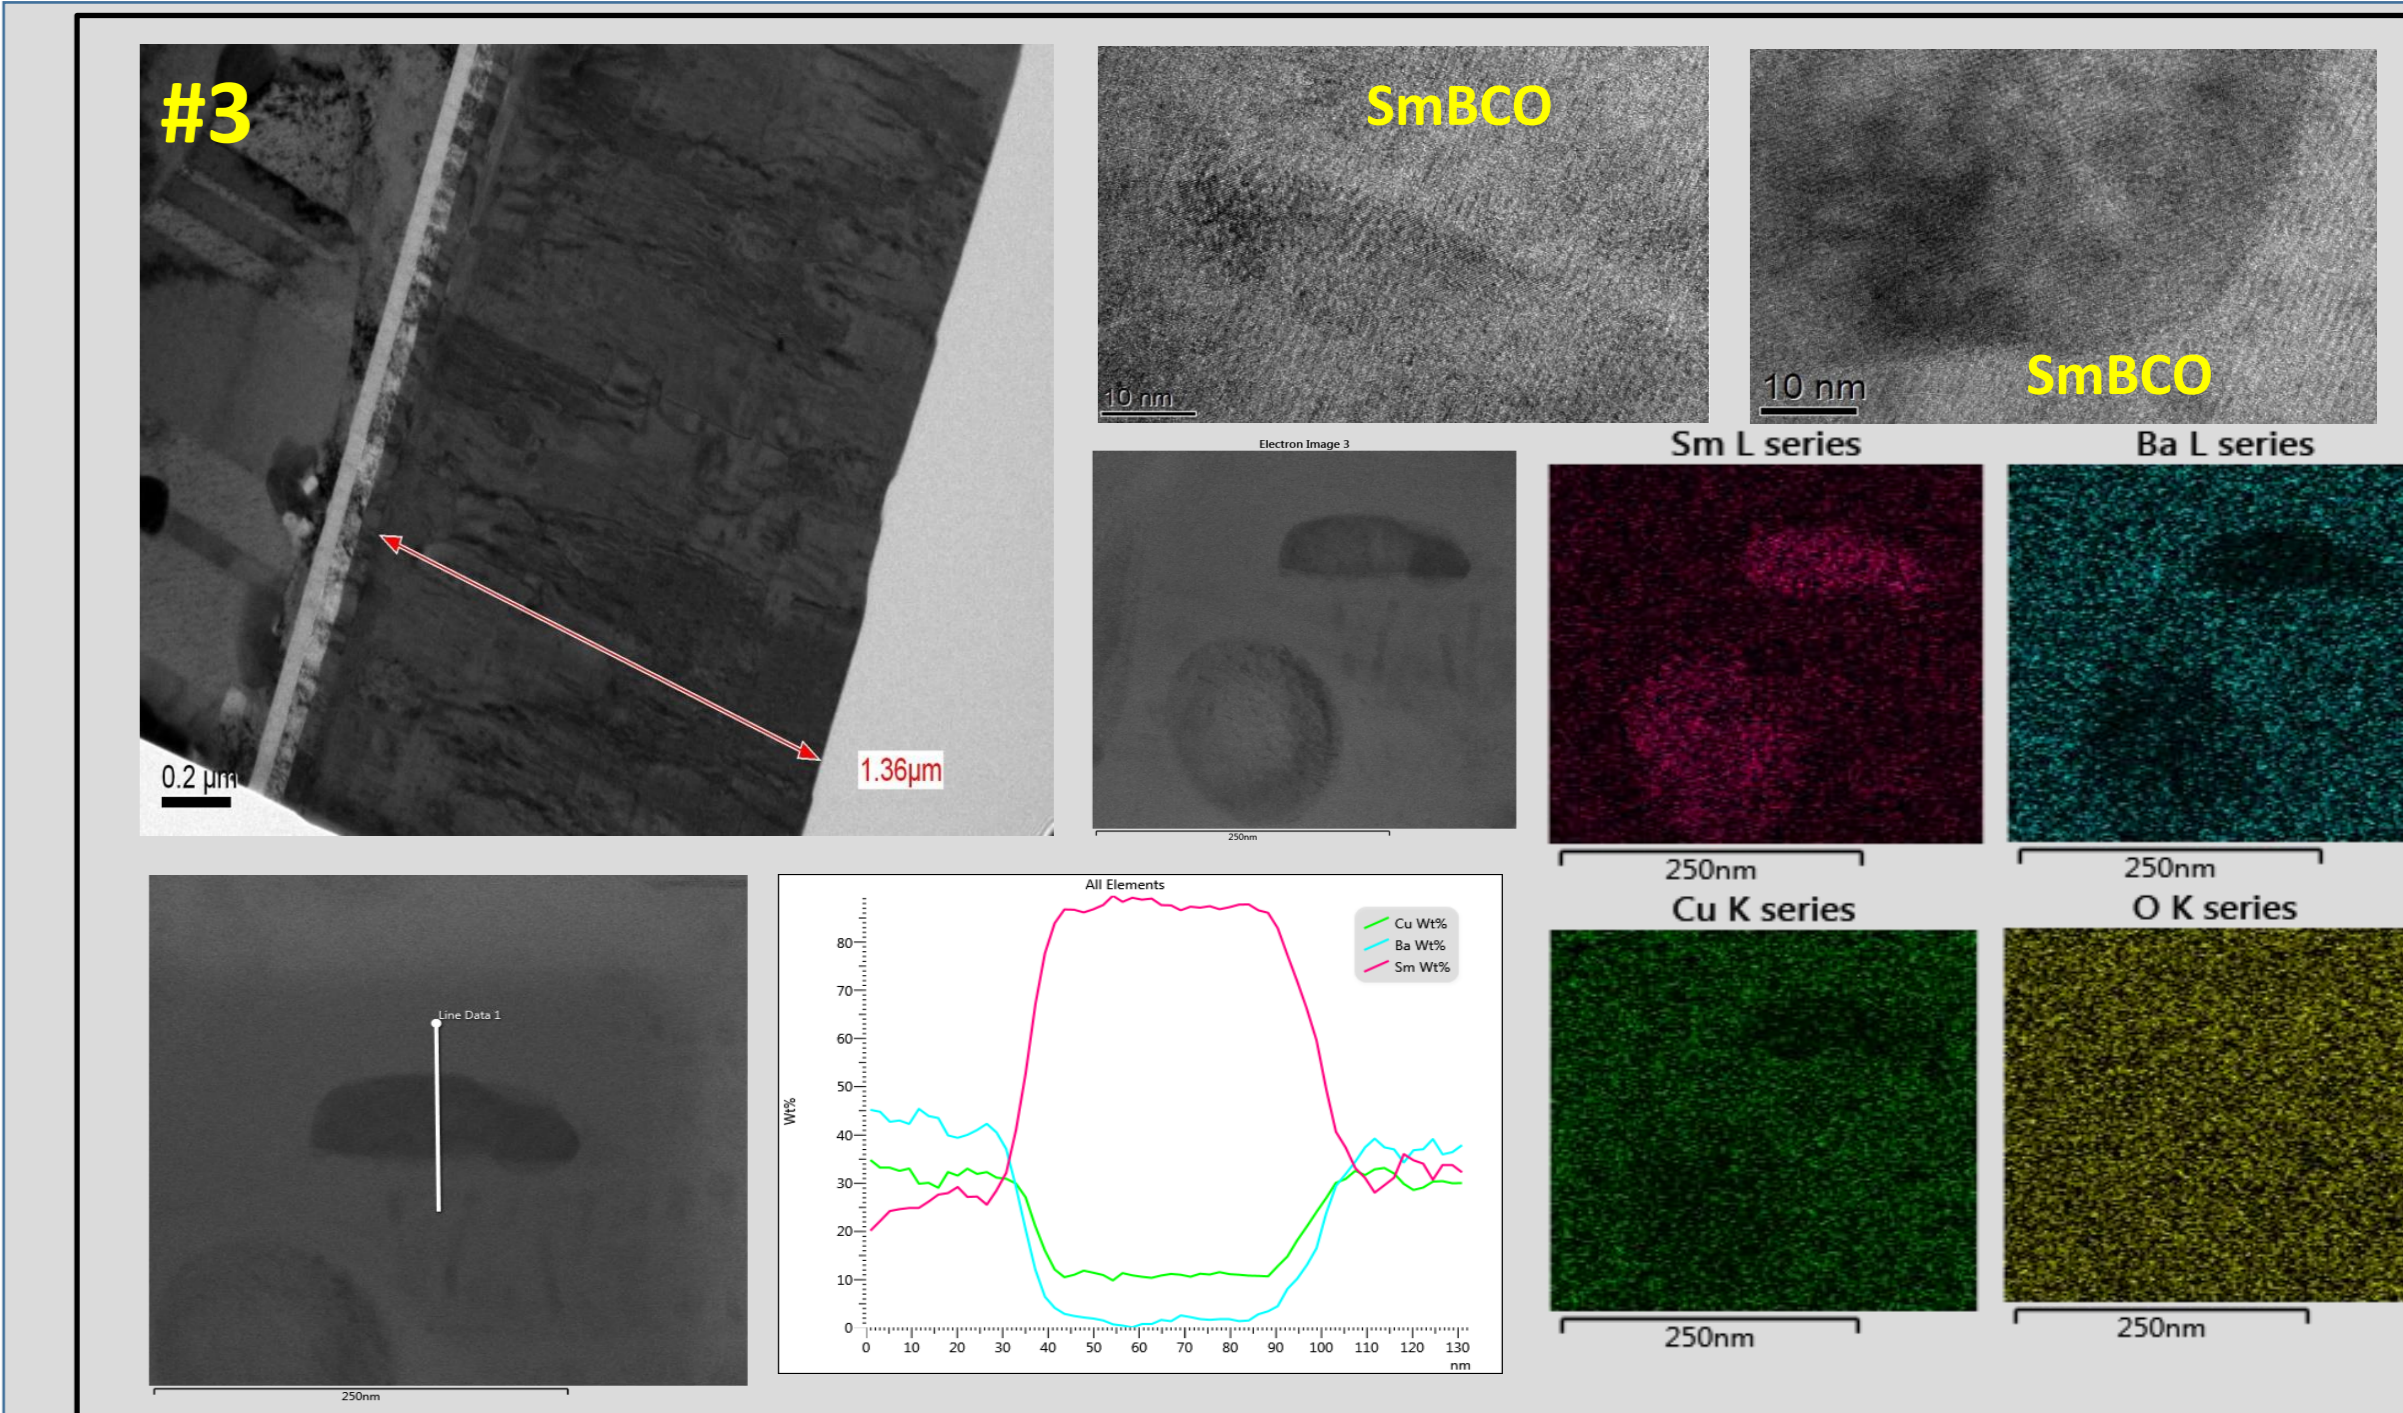 #3
0.2 µm
1.36µm
SmBCO
10 nm
SmBCO
10 nm
Electron Image 3
250nm
Sm L series
250nm
Ba L series
250nm
Cu K series
250nm
O K series
250nm
Line Data 1
250nm
All Elements
Cu Wt%
Ba Wt%
Sm Wt%
Wt%
80
70
60
50
40
30
20
10
0
0 10 20 30 40 50 60 70 80 90 100 110 120 130
nm